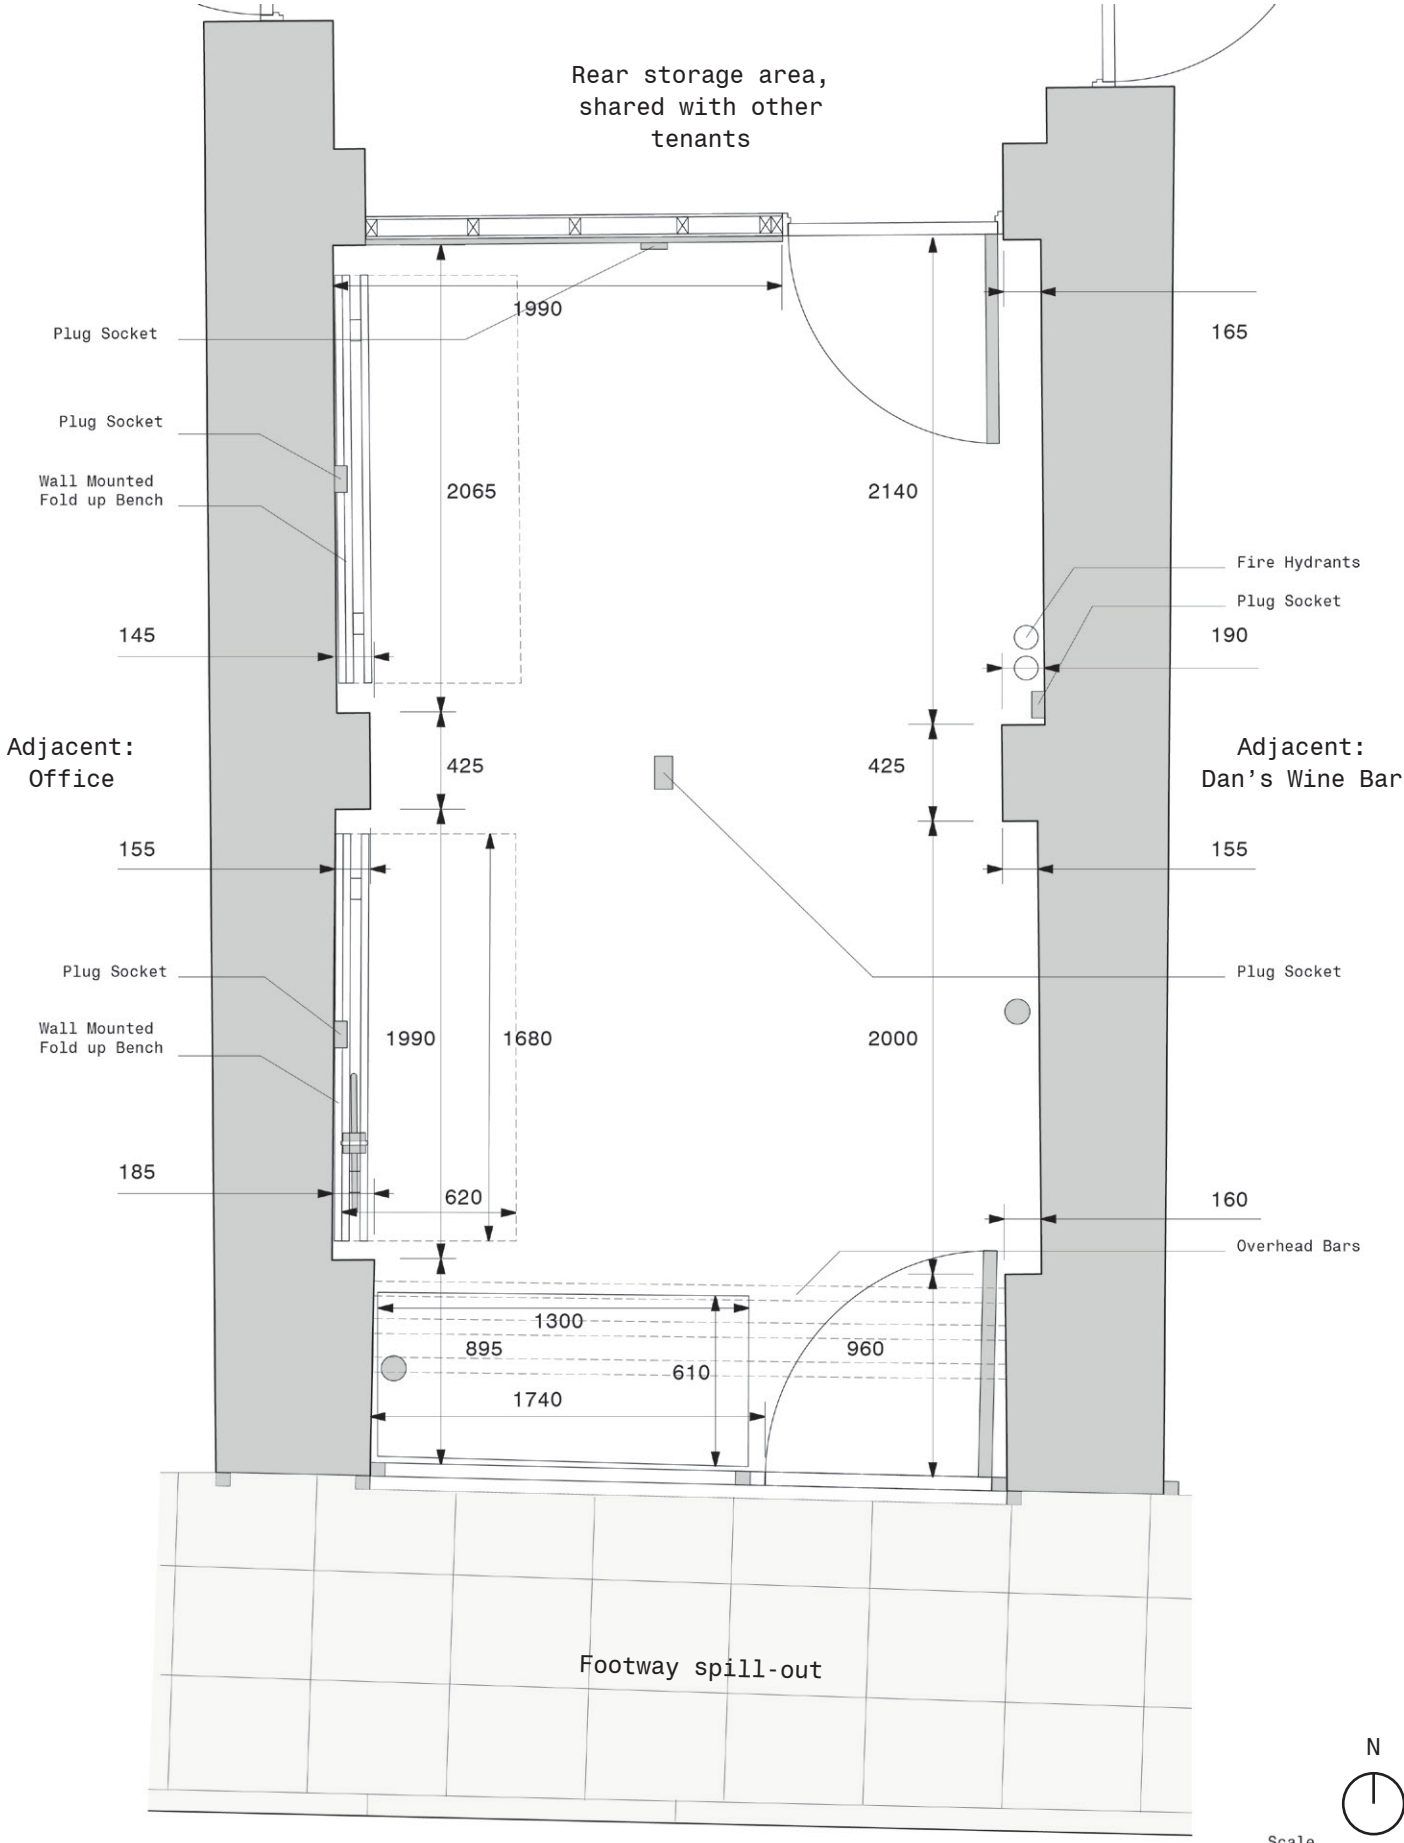 Rear storage area,
shared with other
tenants
1990
Plug Socket
165
Plug Socket
Wall Mounted
Fold up Bench
2065
2140
Fire Hydrants
Plug Socket
145
190
Adjacent:
Office
425
425
Adjacent:
Dan's Wine Bar
155
155
Plug Socket
Plug Socket
Wall Mounted
Fold up Bench
1990
1680
2000
185
620
160
Overhead Bars
1300
895
960
610
1740
Footway spill-out
N
Scale